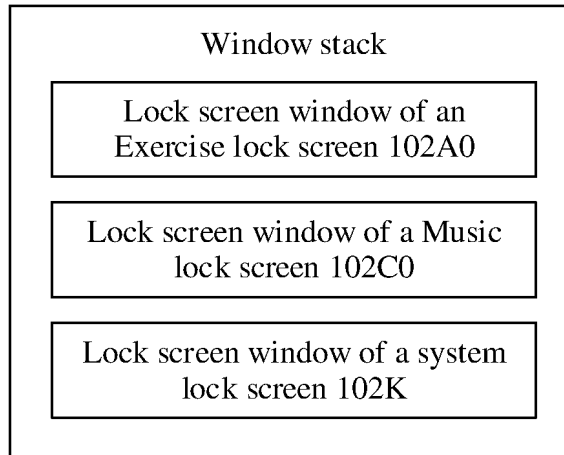 Window stack
Lock screen window of an
Exercise lock screen 102A0
Lock screen window of a Music
lock screen 102C0
Lock screen window of a system
lock screen 102K